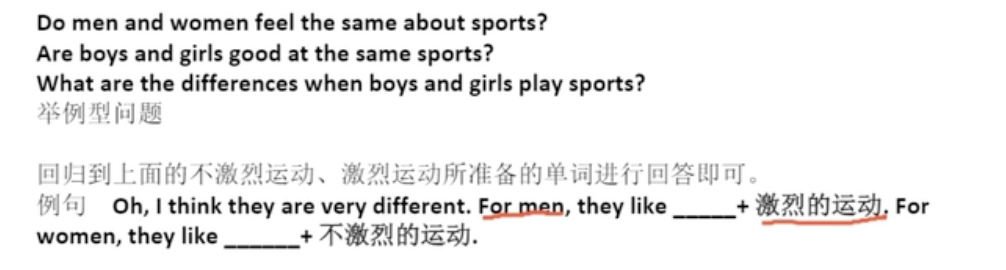 Do men and women feel the same about sports?
Are boys and girls good at the same sports?
What are the differences when boys and girls play sports?
举例型问题
回归到上面的不激烈运动、激烈运动所准备的单词进行回答即可。
例句 Oh, I think they are very different. For men, they like _____+ 激烈的运动. For
women, they like ______+ 不激烈的运动.